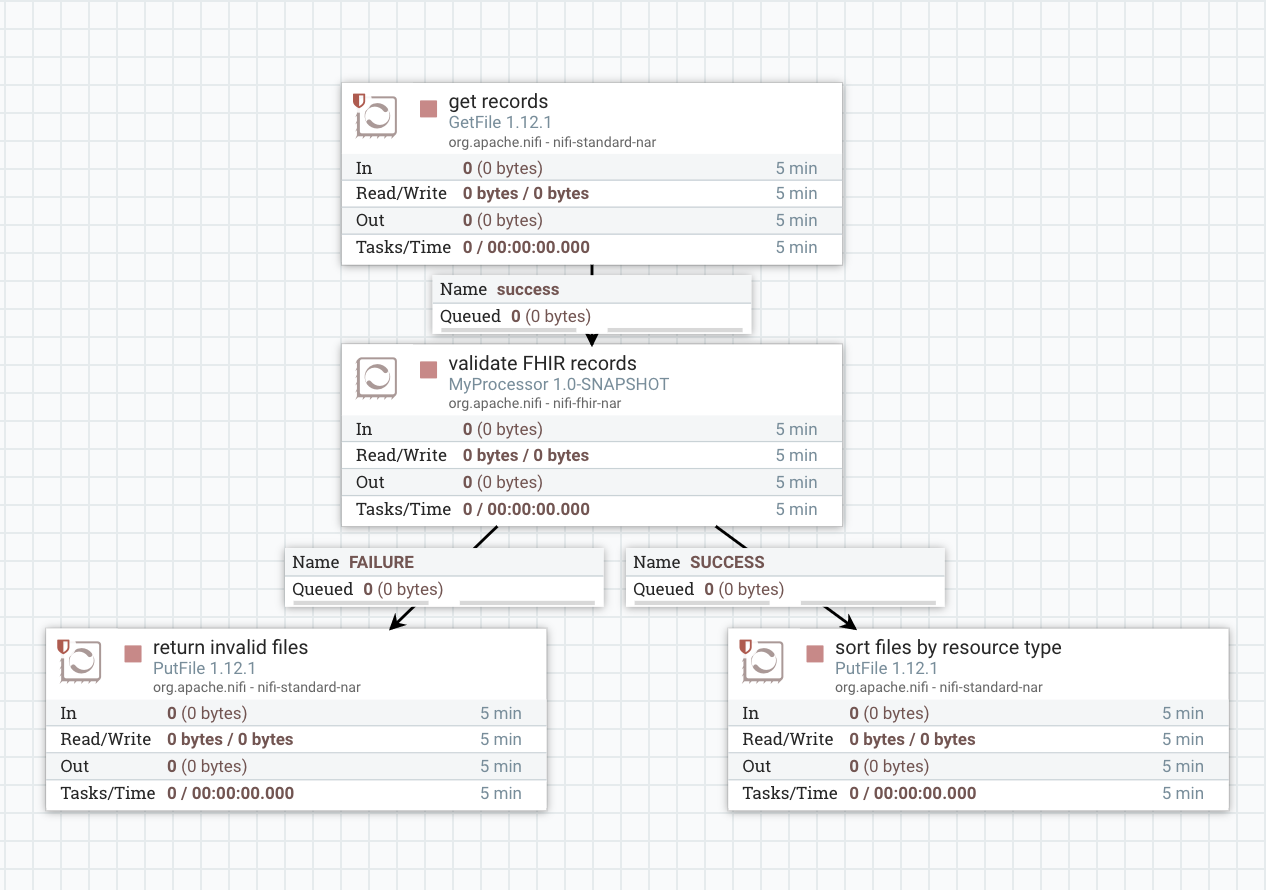 get records
GetFile 1.12.1
org.apache.nifi - nifi-standard-nar
In 0 (0 bytes) 5 min
Read/Write 0 bytes / 0 bytes 5 min
Out 0 (0 bytes) 5 min
Tasks/Time 0 / 00:00:00.000 5 min
Name success
Queued 0 (0 bytes)
validate FHIR records
MyProcessor 1.0-SNAPSHOT
org.apache.nifi - nifi-fhir-nar
In 0 (0 bytes) 5 min
Read/Write 0 bytes / 0 bytes 5 min
Out 0 (0 bytes) 5 min
Tasks/Time 0 / 00:00:00.000 5 min
Name FAILURE
Queued 0 (0 bytes)
Name SUCCESS
Queued 0 (0 bytes)
return invalid files
PutFile 1.12.1
org.apache.nifi - nifi-standard-nar
In 0 (0 bytes) 5 min
Read/Write 0 bytes / 0 bytes 5 min
Out 0 (0 bytes) 5 min
Tasks/Time 0 / 00:00:00.000 5 min
sort files by resource type
PutFile 1.12.1
org.apache.nifi - nifi-standard-nar
In 0 (0 bytes) 5 min
Read/Write 0 bytes / 0 bytes 5 min
Out 0 (0 bytes) 5 min
Tasks/Time 0 / 00:00:00.000 5 min